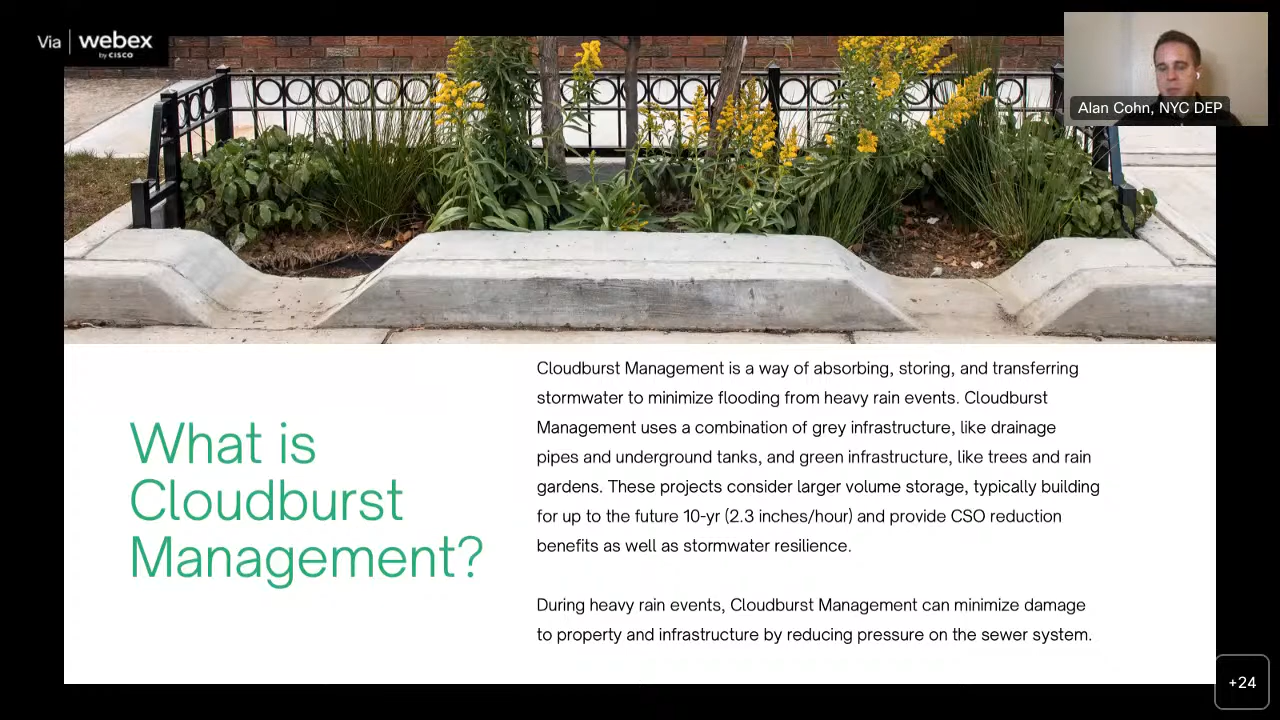 Via webex
by CISCO
Alan Cohn, NYC DEP
What is
Cloudburst
Management?
Cloudburst Management is a way of absorbing, storing, and transferring
stormwater to minimize flooding from heavy rain events. Cloudburst
Management uses a combination of grey infrastructure, like drainage
pipes and underground tanks, and green infrastructure, like trees and rain
gardens. These projects consider larger volume storage, typically building
for up to the future 10-yr (2.3 inches/hour) and provide CSO reduction
benefits as well as stormwater resilience.
During heavy rain events, Cloudburst Management can minimize damage
to property and infrastructure by reducing pressure on the sewer system.
+24